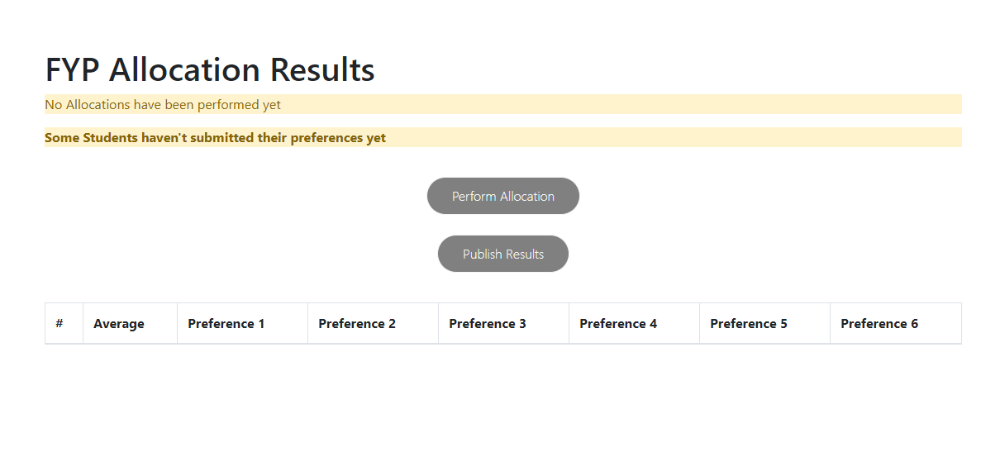 FYP Allocation Results
No Allocations have been performed yet
Some Students haven't submitted their preferences yet
Perform Allocation
Publish Results
# Average Preference 1 Preference 2 Preference 3 Preference 4 Preference 5 Preference 6